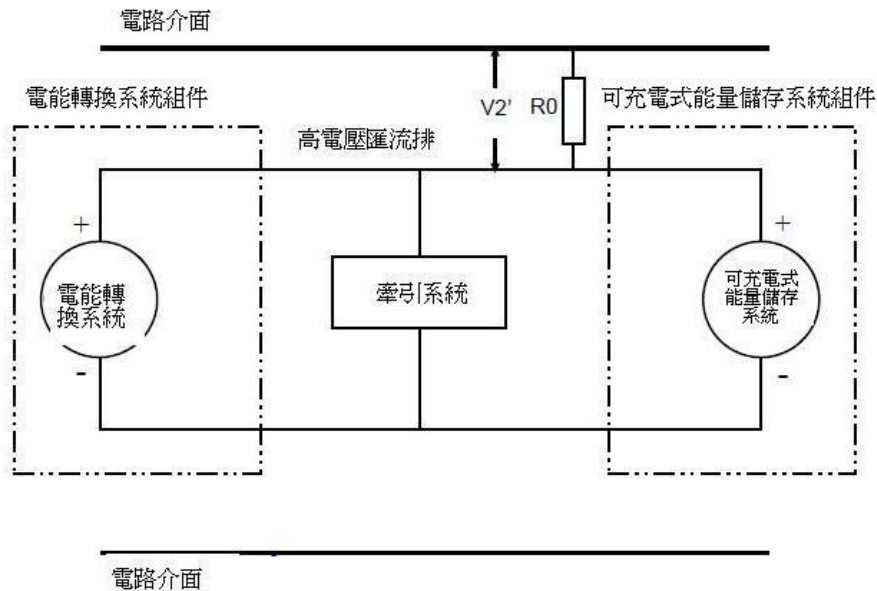 電路介面
電能轉換系統組件
V2’ R0
可充電式能量儲存系統組件
高電壓匯流排
+
+
電能轉
換系統
牽引系統
可充電式
能量儲存
系統
-
-
電路介面